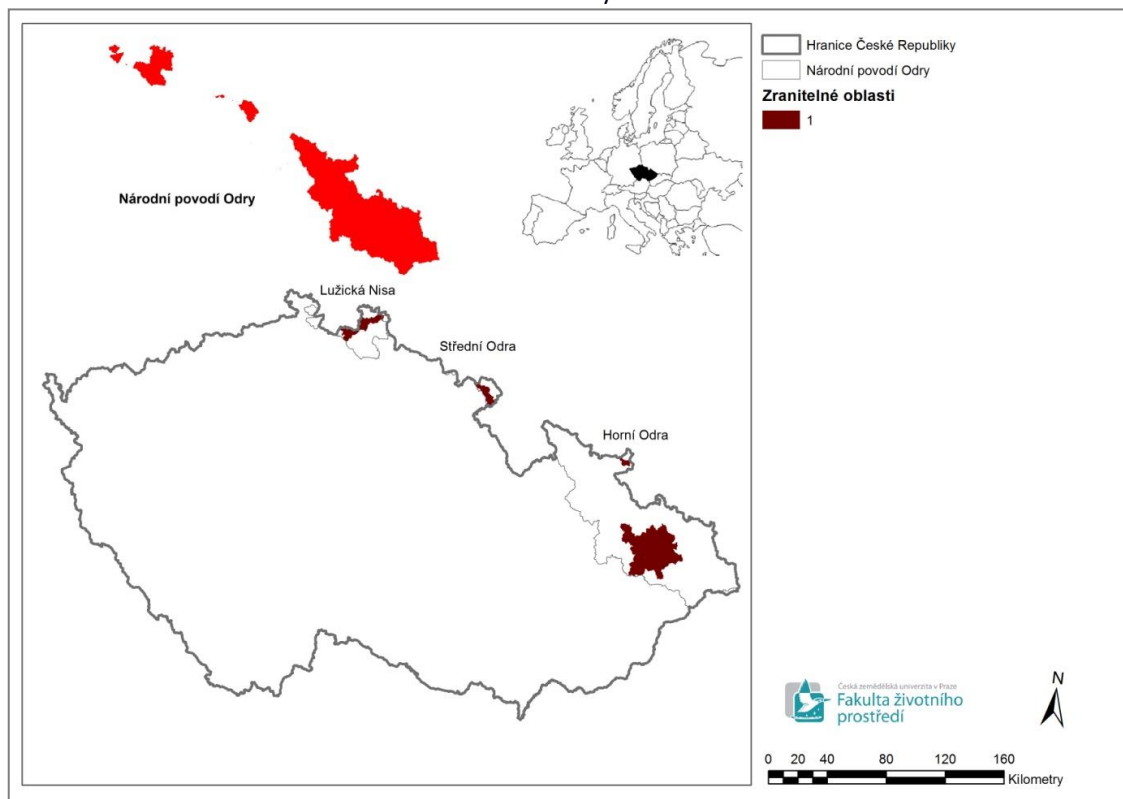 Národní povodí Odry
Lužická Nisa
Střední Odra
Horní Odra
Hranice České Republiky
Národní povodí Odry
Zranitelné oblasti
1
Česká zemědělská univerzita v Praze
Fakulta životního
prostředí
N
0 20 40 80 120 160
Kilometry